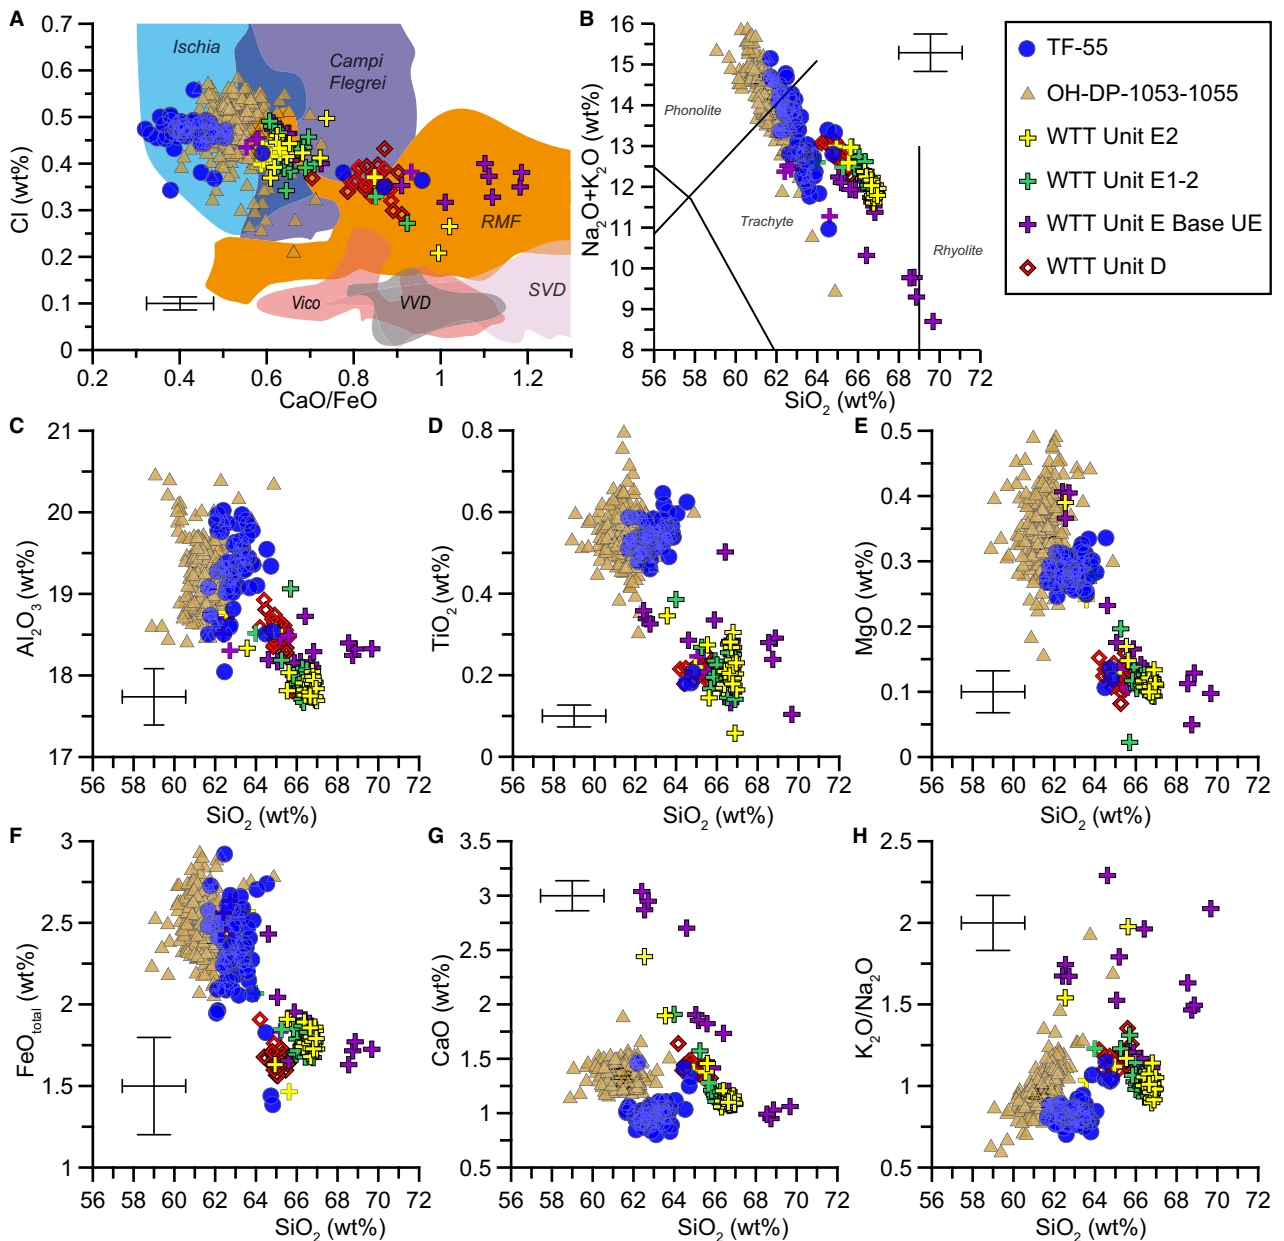 A
0.7
0.6
0.5
0.4
0.3
0.2
0.1
0
Cl (wt%)
Ischia
Campi
Flegrei
RMF
Vico
VVD
SVD
0.2 0.4 0.6 0.8 1 1.2
CaO/FeO
B
16
15
14
13
12
11
10
9
8
Na₂O+K₂O (wt%)
Phonolite
Trachyte
Rhyolite
56 58 60 62 64 66 68 70 72
SiO₂ (wt%)
TF-55
OH-DP-1053-1055
WTT Unit E2
WTT Unit E1-2
WTT Unit E Base UE
WTT Unit D
C
21
20
19
18
17
Al₂O₃ (wt%)
56 58 60 62 64 66 68 70 72
SiO₂ (wt%)
D
0.8
0.6
0.4
0.2
0
TiO₂ (wt%)
56 58 60 62 64 66 68 70 72
SiO₂ (wt%)
E
0.5
0.4
0.3
0.2
0.1
0
MgO (wt%)
56 58 60 62 64 66 68 70 72
SiO₂ (wt%)
F
3
2.5
2
1.5
1
FeO total (wt%)
56 58 60 62 64 66 68 70 72
SiO₂ (wt%)
G
3.5
3
2.5
2
1.5
1
0.5
CaO (wt%)
56 58 60 62 64 66 68 70 72
SiO₂ (wt%)
H
2.5
2
1.5
1
0.5
K₂O/Na₂O
56 58 60 62 64 66 68 70 72
SiO₂ (wt%)